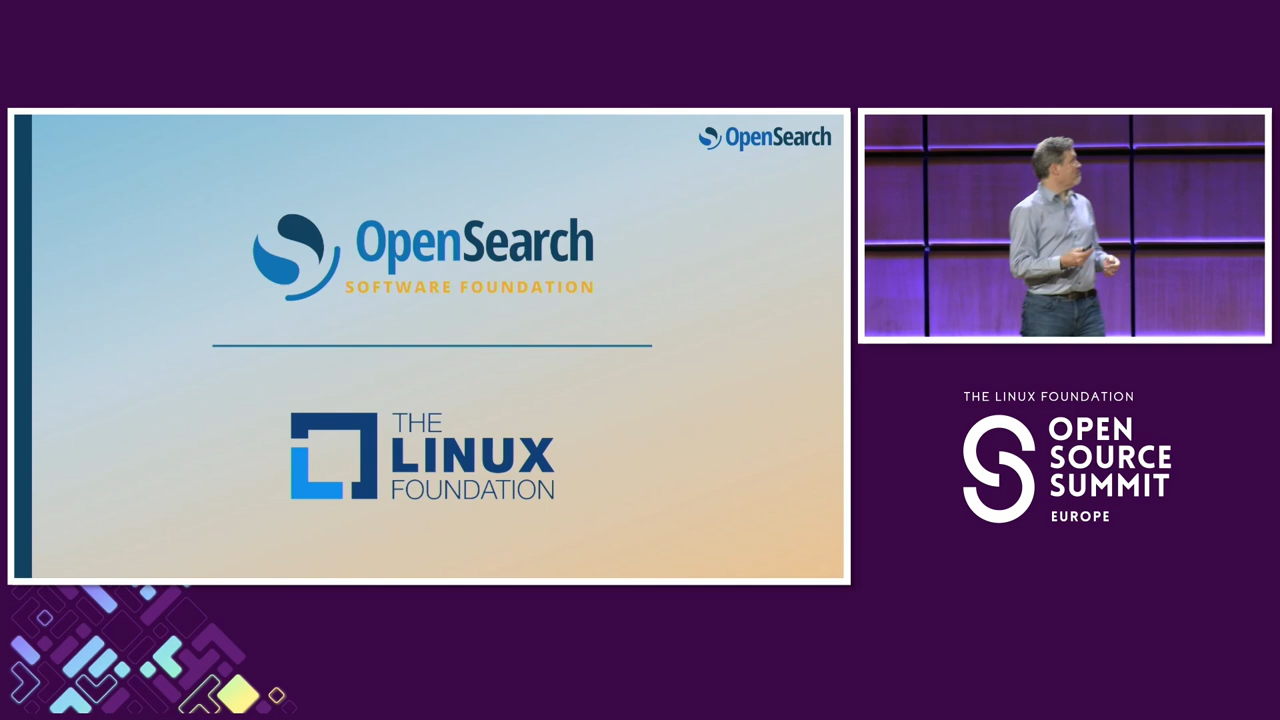 OpenSearch
OpenSearch
SOFTWARE FOUNDATION
THE
LINUX
FOUNDATION
THE LINUX FOUNDATION
OPEN
SOURCE
SUMMIT
EUROPE